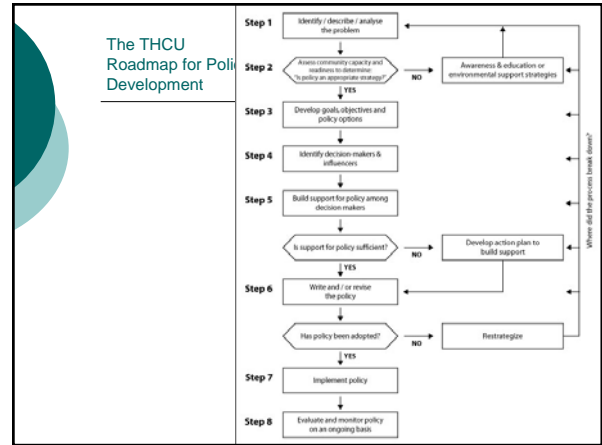 The THCU
Roadmap for Poli
Development
Step 1
Identify / describe / analyse
the problem
Step 2
Assess community capacity and
readiness to determine:
"Is policy an appropriate strategy?"
NO
Awareness & education or
environmental support strategies
YES
Step 3
Develop goals, objectives and
policy options
Step 4
Identify decision-makers &
influencers
Step 5
Build support for policy among
decision makers
Is support for policy sufficient?
NO
Develop action plan to
build support
YES
Step 6
Write and / or revise
the policy
Has policy been adopted?
NO
Restrategize
YES
Step 7
Implement policy
Step 8
Evaluate and monitor policy
on an ongoing basis
Where did the process break down?